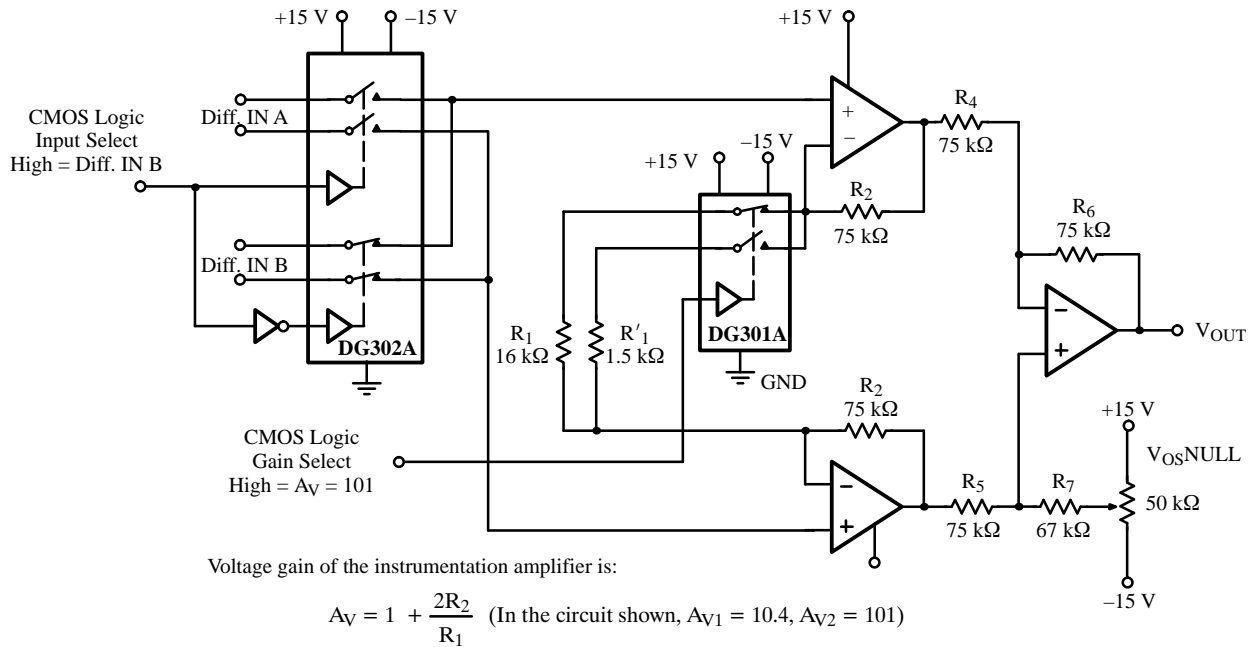 +15 V
–15 V
+15 V
CMOS Logic
Input Select
High = Diff. IN B
Diff. IN A
+
–
R4
75 kΩ
+15 V
–15 V
R2
75 kΩ
R6
75 kΩ
Diff. IN B
DG302A
R1
16 kΩ
R'1
1.5 kΩ
DG301A
GND
–
+
VOUT
CMOS Logic
Gain Select
High = AV = 101
R2
75 kΩ
–
+
R5
75 kΩ
R7
67 kΩ
+15 V
VOSNULL
50 kΩ
–15 V
Voltage gain of the instrumentation amplifier is:
AV = 1 + 2R2/R1 (In the circuit shown, AV1 = 10.4, AV2 = 101)